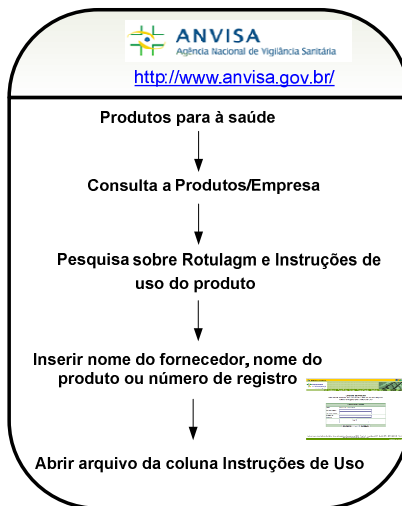 ANVISA
Agência Nacional de Vigilância Sanitária
http://www.anvisa.gov.br/
Produtos para à saúde
Consulta a Produtos/Empresa
Pesquisa sobre Rotulagm e Instruções de
uso do produto
Inserir nome do fornecedor, nome do
produto ou número de registro
Abrir arquivo da coluna Instruções de Uso